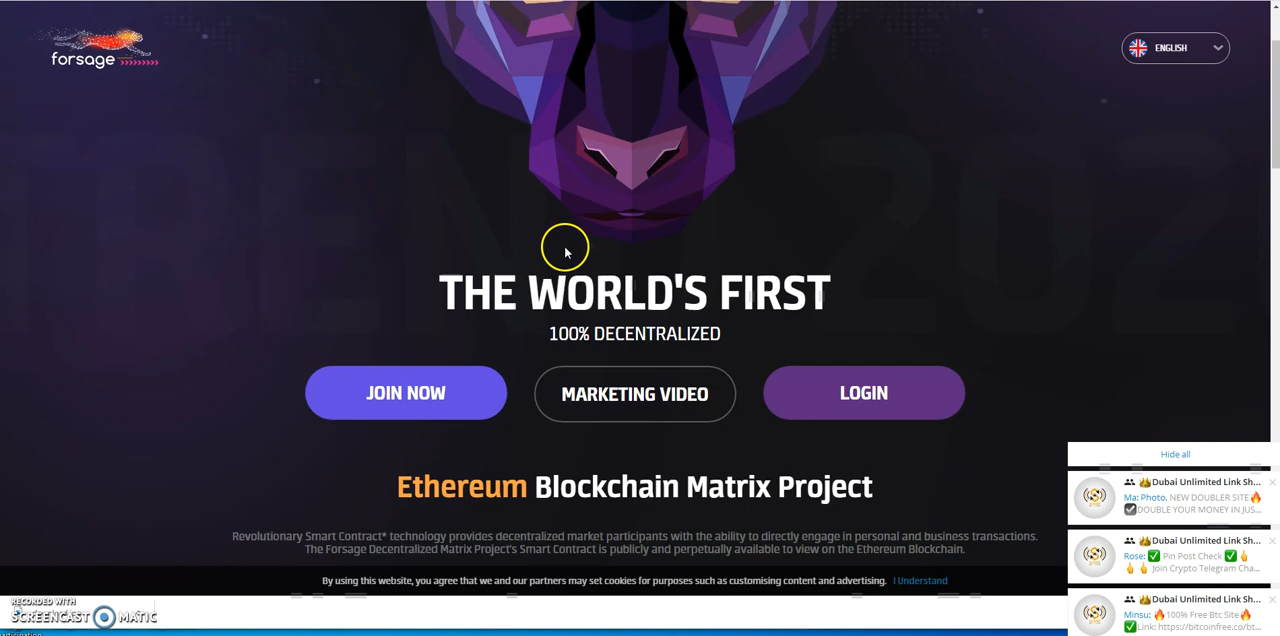 forsage
ENGLISH
THE WORLD'S FIRST
100% DECENTRALIZED
JOIN NOW
MARKETING VIDEO
LOGIN
Ethereum Blockchain Matrix Project
Revolutionary Smart Contract* technology provides decentralized market participants with the ability to directly engage in personal and business transactions.
The Forsage Decentralized Matrix Project's Smart Contract is publicly and perpetually available to view on the Ethereum Blockchain.
By using this website, you agree that we and our partners may set cookies for purposes such as customising content and advertising. I Understand
Hide all
Dubai Unlimited Link Sh...
Ma: Photo, NEW DOUBLER SITE🔥
☑DOUBLE YOUR MONEY IN JUS...
Dubai Unlimited Link Sh...
Rose: ✅ Pin Post Check ✅
Join Crypto Telegram Cha...
Dubai Unlimited Link Sh...
Minsu: 🔥100% Free Btc Site🔥
✅Link: https://bitcoinfree.co/bt...
RECORDED WITH
SCREENCAST MATIC